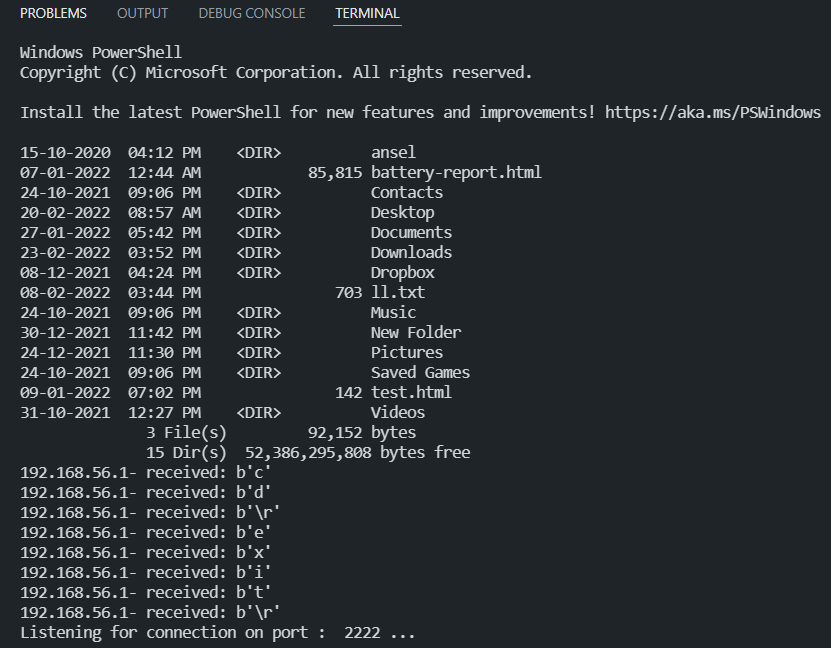 PROBLEMS OUTPUT DEBUG CONSOLE TERMINAL
Windows PowerShell
Copyright (C) Microsoft Corporation. All rights reserved.
Install the latest PowerShell for new features and improvements! https://aka.ms/PSWindows
15-10-2020  04:12 PM    <DIR>          ansel
07-01-2022  12:44 AM            85,815 battery-report.html
24-10-2021  09:06 PM    <DIR>          Contacts
20-02-2022  08:57 AM    <DIR>          Desktop
27-01-2022  05:42 PM    <DIR>          Documents
23-02-2022  03:52 PM    <DIR>          Downloads
08-12-2021  04:24 PM    <DIR>          Dropbox
08-02-2022  03:44 PM               703 ll.txt
24-10-2021  09:06 PM    <DIR>          Music
30-12-2021  11:42 PM    <DIR>          New Folder
24-12-2021  11:30 PM    <DIR>          Pictures
24-10-2021  09:06 PM    <DIR>          Saved Games
09-01-2022  07:02 PM               142 test.html
31-10-2021  12:27 PM    <DIR>          Videos
              3 File(s)         92,152 bytes
              15 Dir(s)  52,386,295,808 bytes free
192.168.56.1- received: b'c'
192.168.56.1- received: b'd'
192.168.56.1- received: b'\r'
192.168.56.1- received: b'e'
192.168.56.1- received: b'x'
192.168.56.1- received: b'i'
192.168.56.1- received: b't'
192.168.56.1- received: b'\r'
Listening for connection on port :  2222 ...